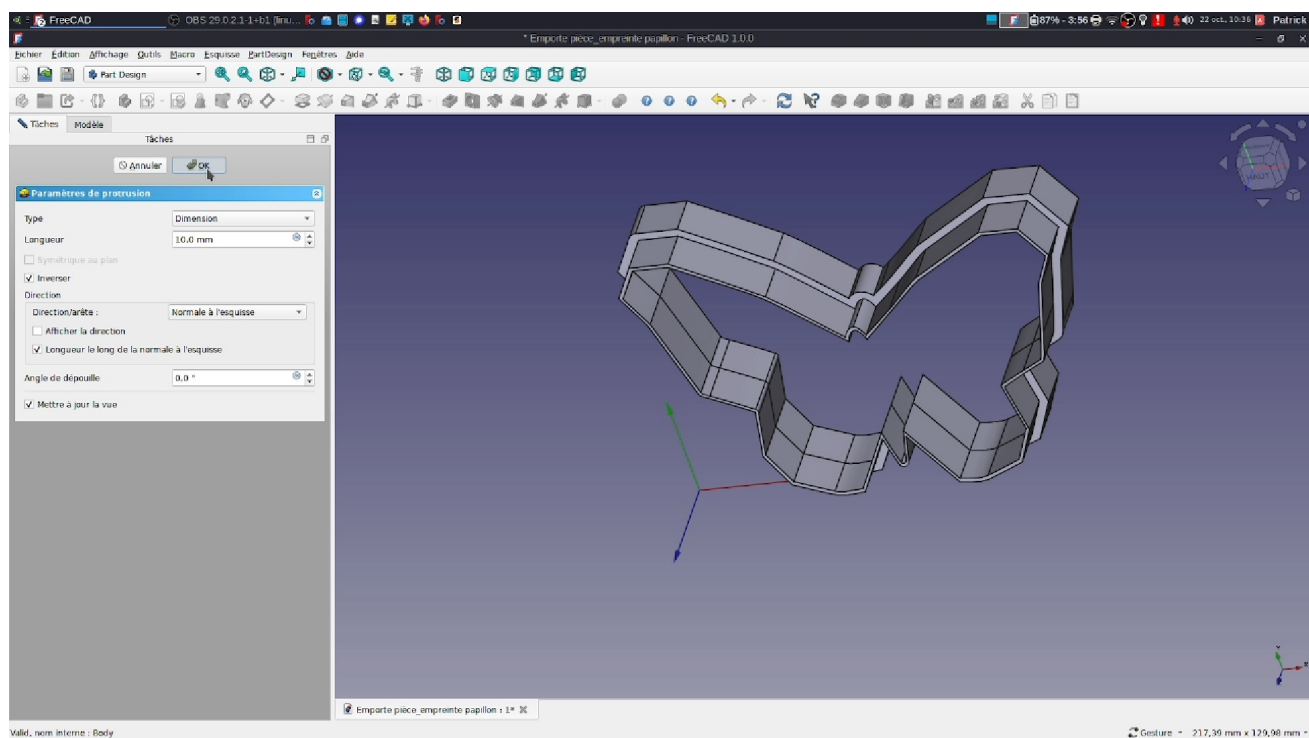 FreeCAD
OBS 29.0.2.1-1+b1 [linu...
87% - 3:56
22 oct., 10:36
Patrick
* Emporte pièce_empreinte papillon - FreeCAD 1.0.0
Fichier Édition Affichage Outils Macro Esquisse PartDesign Fenêtres Aide
Part Design
Tâches Modèle
Tâches
Annuler OK
Paramètres de protrusion
Type Dimension
Longueur 10.0 mm
Symétrique au plan
Inverser
Direction
Direction/arête : Normale à l'esquisse
Afficher la direction
Longueur le long de la normale à l'esquisse
Angle de dépouille 0.0 °
Mettre à jour la vue
Emporte pièce_empreinte papillon : 1*
Valid, nom interne : Body
Gesture 217,39 mm x 129,98 mm